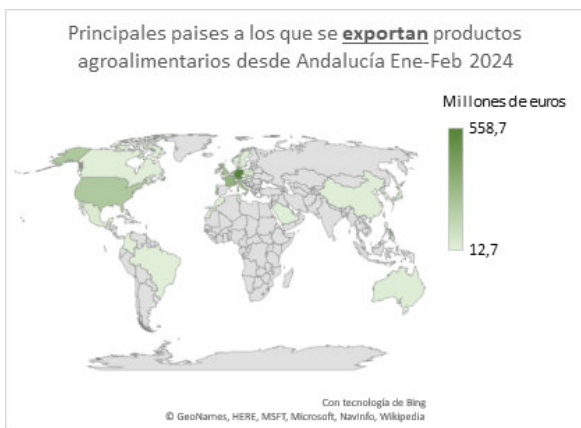 Principales paises a los que se exportan productos
agroalimentarios desde Andalucía Ene-Feb 2024
Millones de euros
558,7
12,7
Con tecnología de Bing
© GeoNames, HERE, MSFT, Microsoft, NavInfo, Wikipedia